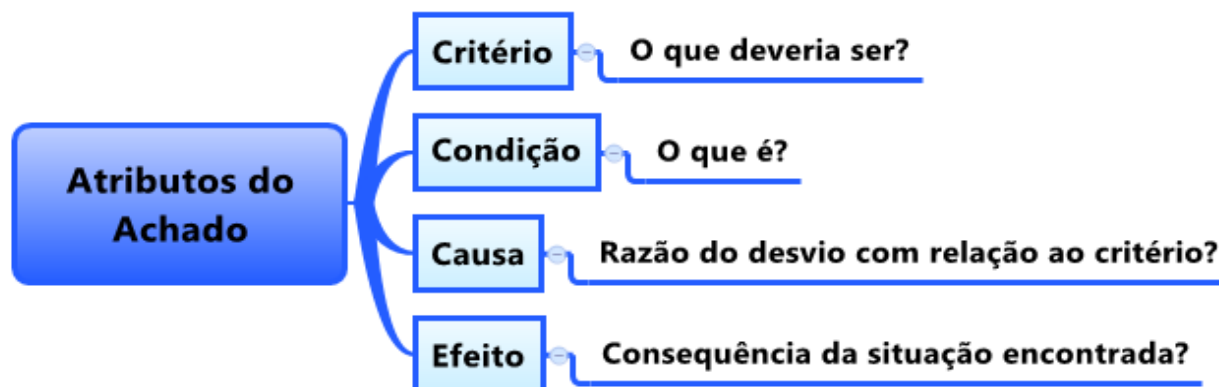 Atributos do
Achado
Critério
O que deveria ser?
Condição
O que é?
Causa
Razão do desvio com relação ao critério?
Efeito
Consequência da situação encontrada?